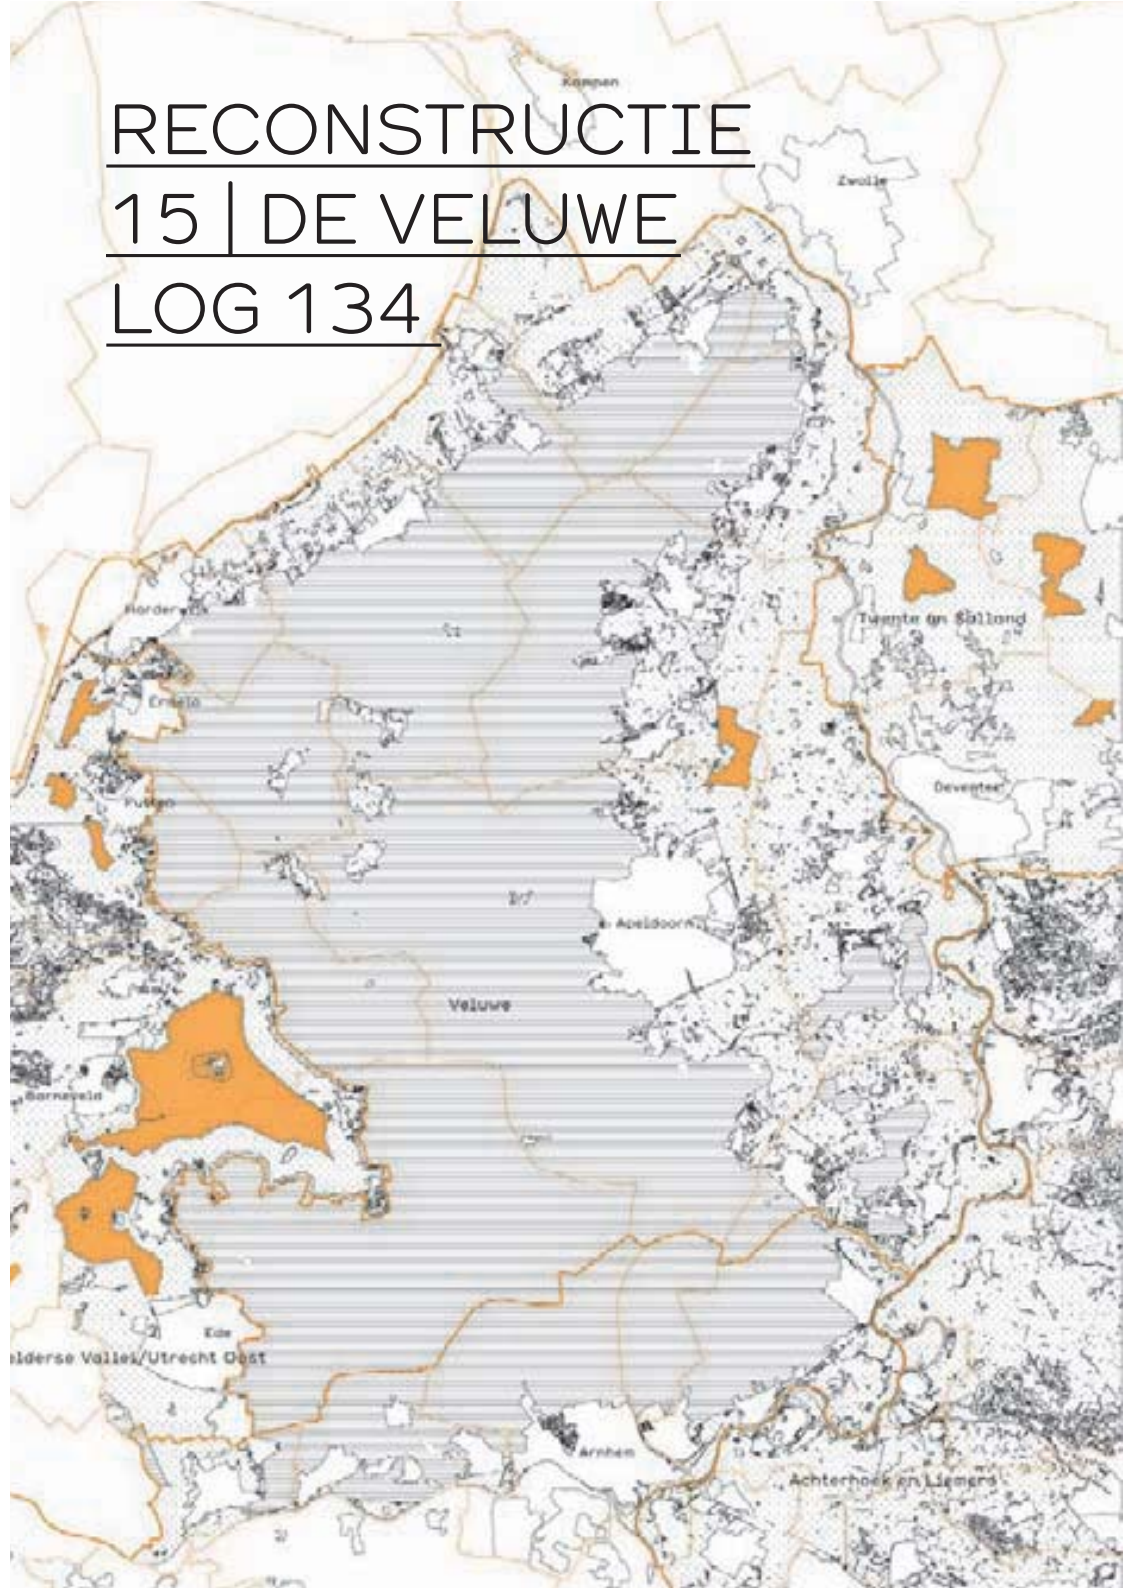 RECONSTRUCTIE
15 | DE VELUWE
LOG 134
Kampen
Zwolle
Harderwijk
Twente en Salland
Ermelo
Deventer
Putten
Apeldoorn
Veluwe
Barneveld
Ede
elderse Vallei/Utrecht Oost
Arnhem
Achterhoek en Liemers